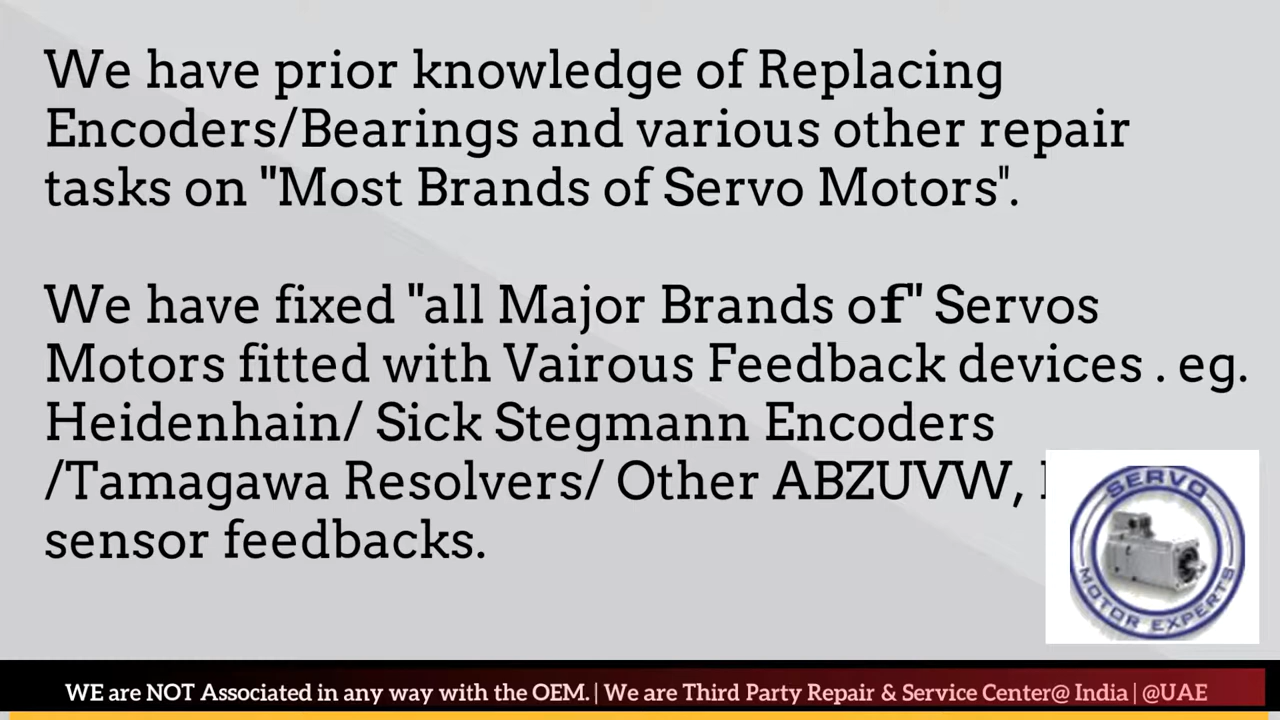 We have prior knowledge of Replacing
Encoders/Bearings and various other repair
tasks on "Most Brands of Servo Motors".
We have fixed "all Major Brands of" Servos
Motors fitted with Vairous Feedback devices . eg.
Heidenhain/ Sick Stegmann Encoders
/Tamagawa Resolvers/ Other ABZUVW,
sensor feedbacks.
SERVO
MOTOR EXPERTS
WE are NOT Associated in any way with the OEM. | We are Third Party Repair & Service Center@ India | @UAE